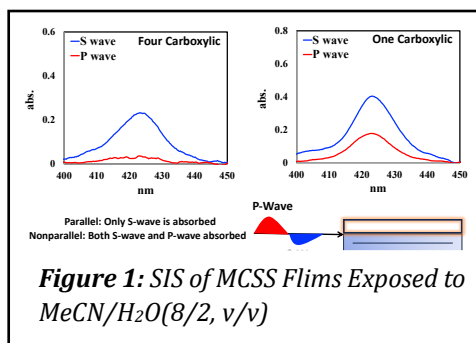 0.6
S wave
Four Carboxylic
P wave
0.4
abs.
0.2
0
400 410 420 430 440 450
nm
0.8
S wave
One Carboxylic
P wave
0.6
abs.
0.4
0.2
0
400 410 420 430 440 450
nm
Parallel: Only S-wave is absorbed
Nonparallel: Both S-wave and P-wave absorbed
P-Wave
Figure 1: SIS of MCSS Flims Exposed to
MeCN/H2O(8/2, v/v)